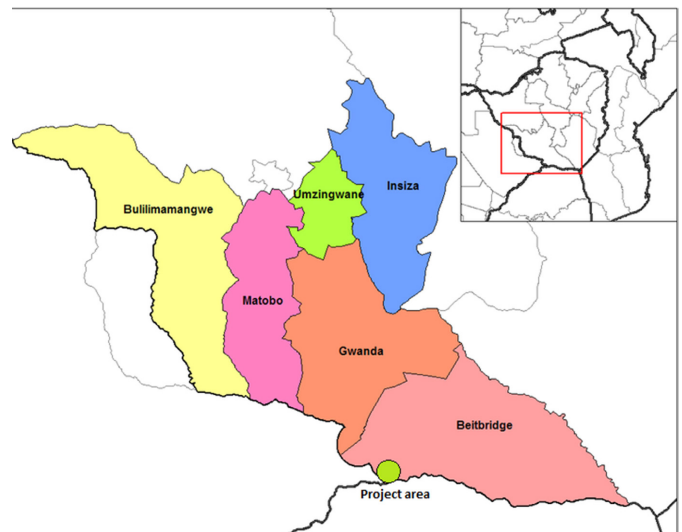 Insiza
Umzingwane
Bulilimamangwe
Matobo
Gwanda
Beitbridge
Project area